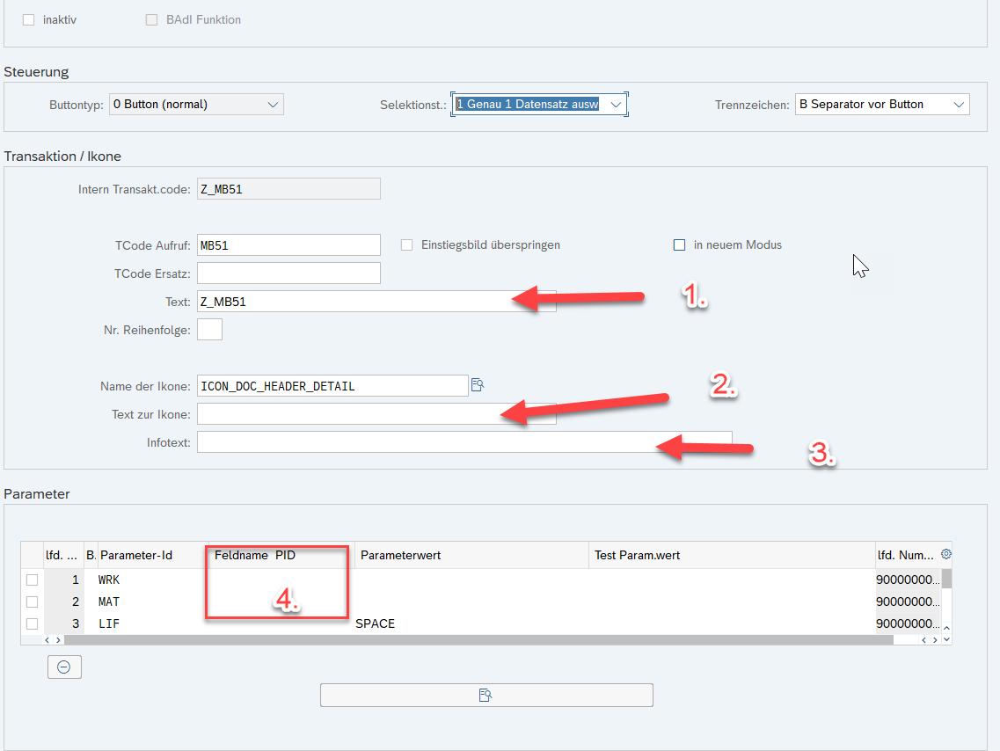 inaktiv BAdI Funktion
Steuerung
Buttontyp: 0 Button (normal) Selektionst.: 1 Genau 1 Datensatz ausw Trennzeichen: B Separator vor Button
Transaktion / Ikone
Intern Transakt.code: Z_MB51
TCode Aufruf: MB51 Einstiegsbild überspringen in neuem Modus
TCode Ersatz:
Text: Z_MB51 1.
Nr. Reihenfolge:
Name der Ikone: ICON_DOC_HEADER_DETAIL 2.
Text zur Ikone:
Infotext: 3.
Parameter
lfd. ... B. Parameter-Id Feldname PID Parameterwert Test Param.wert lfd. Num...
1 WRK 90000000...
2 MAT 4. 90000000...
3 LIF SPACE 90000000...